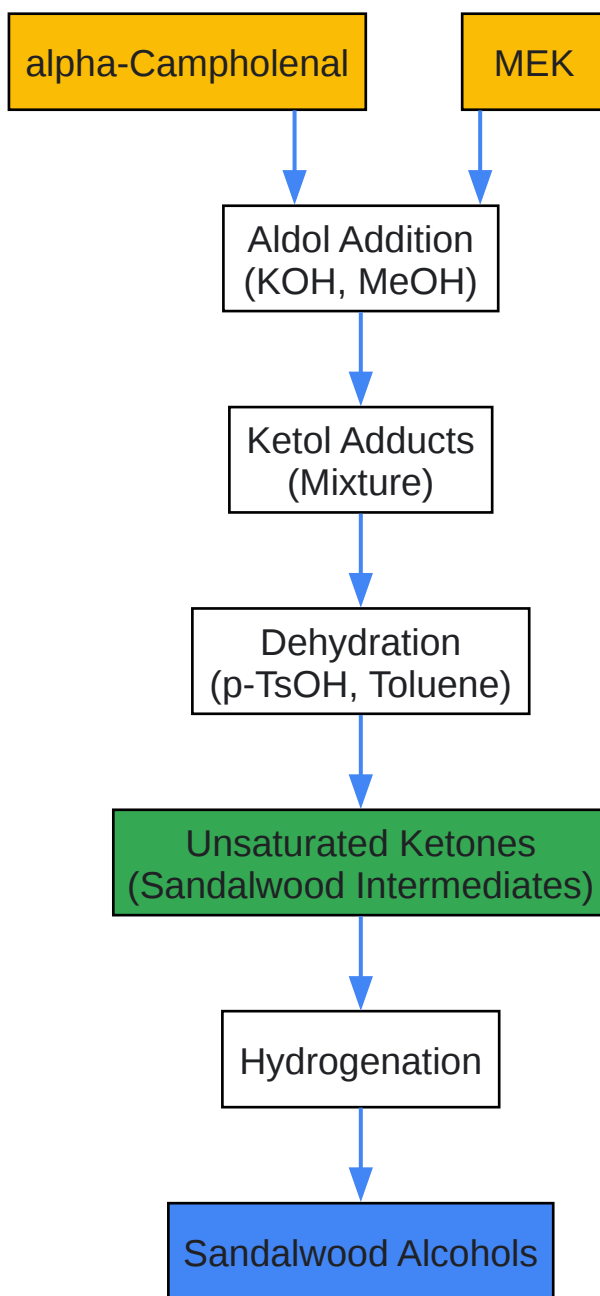 alpha-Campholenal
MEK
Aldol Addition
(KOH, MeOH)
Ketol Adducts
(Mixture)
Dehydration
(p-TsOH, Toluene)
Unsaturated Ketones
(Sandalwood Intermediates)
Hydrogenation
Sandalwood Alcohols